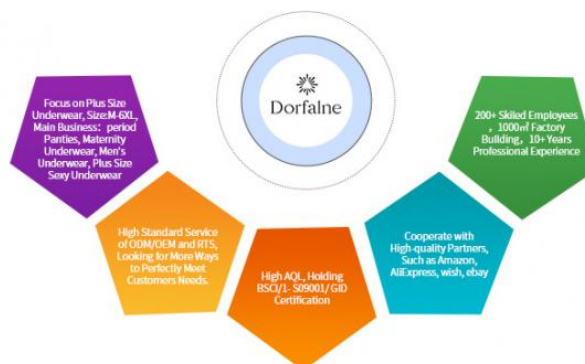 Dorfalne
Focus on Plus Size
Underwear, Size:M-6XL,
Main Business: period
Panties, Maternity
Underwear, Men's
Underwear, Plus Size
Sexy Underwear
High Standard Service
of ODM/OEM and RTS,
Looking for More Ways
to Perfectly Meet
Customers Needs.
High AQL, Holding
BSCI/1- S09001/ GID
Certification
Cooperate with
High-quality Partners,
Such as Amazon,
AliExpress, wish, ebay
200+ Skiled Employees
, 1000㎡ Factory
Building, 10+ Years
Professional Experience